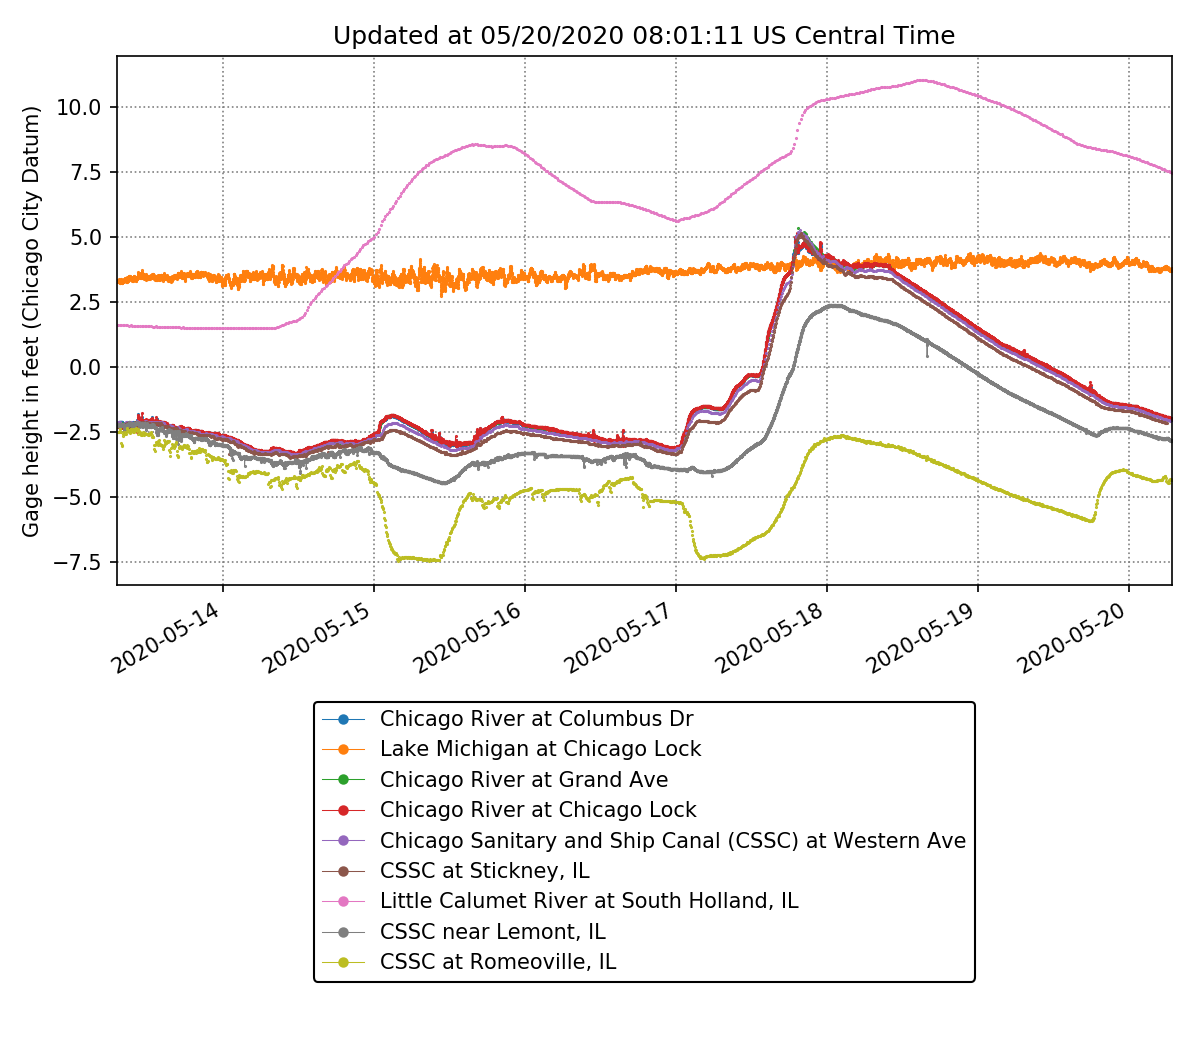 Updated at 05/20/2020 08:01:11 US Central Time
Gage height in feet (Chicago City Datum)
10.0
7.5
5.0
2.5
0.0
−2.5
−5.0
−7.5
2020-05-14
2020-05-15
2020-05-16
2020-05-17
2020-05-18
2020-05-19
2020-05-20
Chicago River at Columbus Dr
Lake Michigan at Chicago Lock
Chicago River at Grand Ave
Chicago River at Chicago Lock
Chicago Sanitary and Ship Canal (CSSC) at Western Ave
CSSC at Stickney, IL
Little Calumet River at South Holland, IL
CSSC near Lemont, IL
CSSC at Romeoville, IL